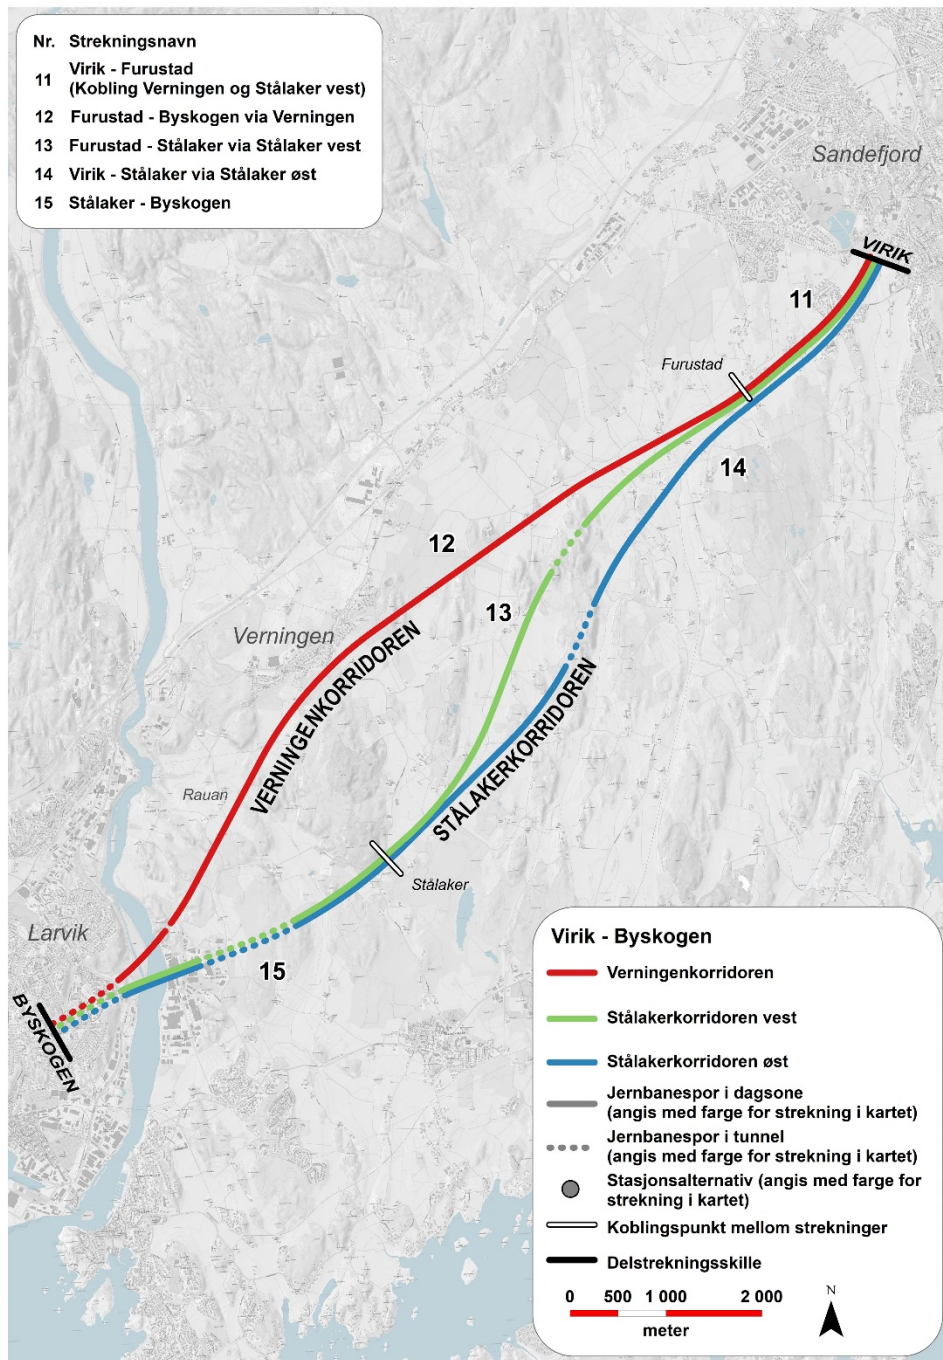 Nr. Strekningsnavn
11 Virik - Furustad
(Kobling Verningen og Stålaker vest)
12 Furustad - Byskogen via Verningen
13 Furustad - Stålaker via Stålaker vest
14 Virik - Stålaker via Stålaker øst
15 Stålaker - Byskogen
Sandefjord
VIRIK
11
Furustad
14
12
13
Verningen
VERNINGENKORRIDOREN
STÅLAKERKORRIDOREN
Rauan
Stålaker
Larvik
15
BYSKOGEN
Virik - Byskogen
Verningenkorridoren
Stålakerkorridoren vest
Stålakerkorridoren øst
Jernbanespor i dagsone
(angis med farge for strekning i kartet)
Jernbanespor i tunnel
(angis med farge for strekning i kartet)
Stasjonsalternativ (angis med farge for
strekning i kartet)
Koblingspunkt mellom strekninger
Delstrekningsskille
0 500 1 000 2 000
meter
N